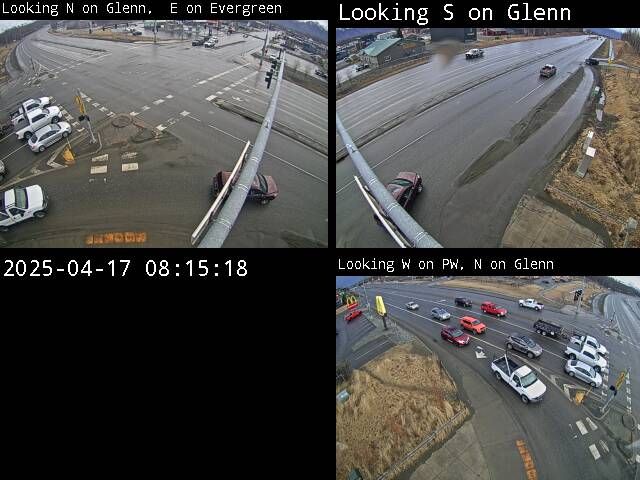 Looking N on Glenn, E on Evergreen
Looking S on Glenn
2025-04-17 08:15:18
Looking W on PW, N on Glenn